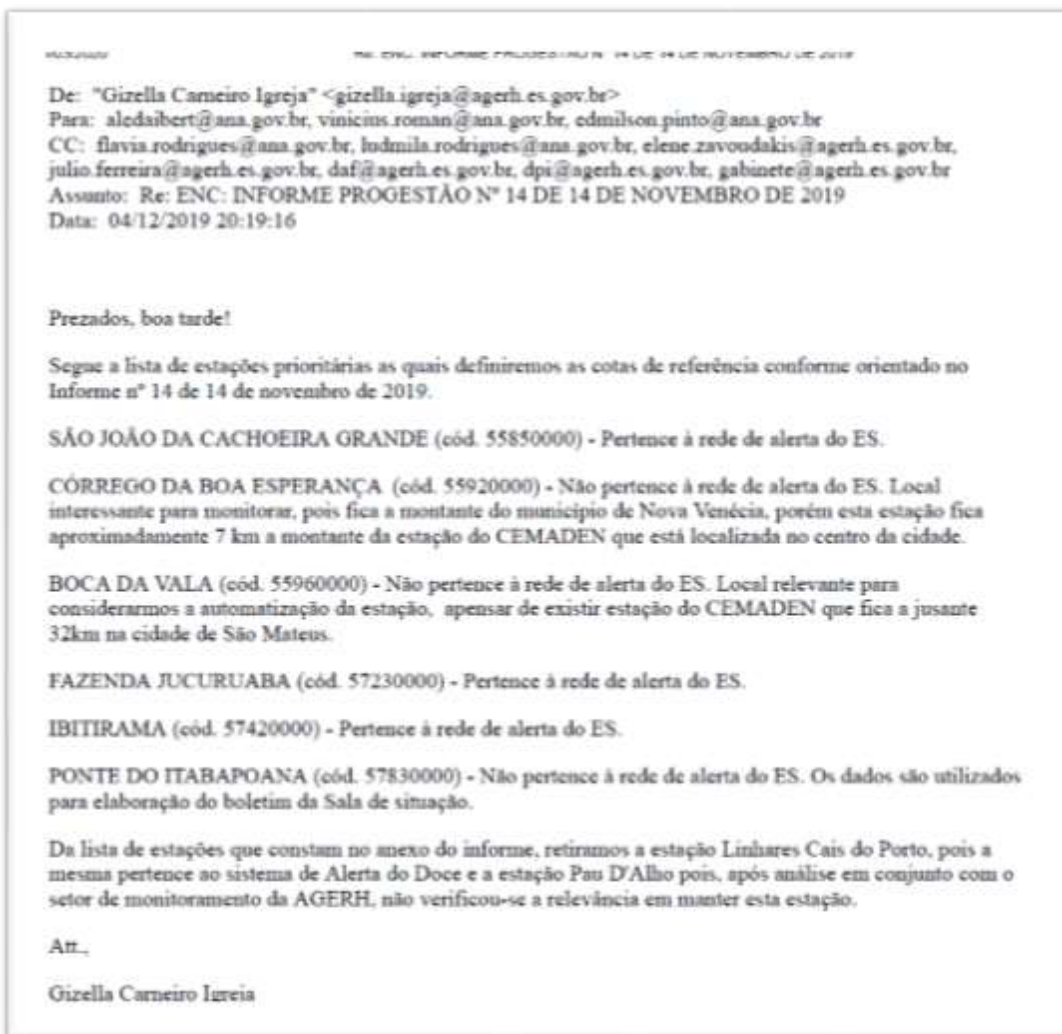 Re: ENC: INFORME PROGESTÃO Nº 14 DE 14 DE NOVEMBRO DE 2019
De: "Gizella Carneiro Igreja" <gizella.igreja@agerh.es.gov.br>
Para: aledaibert@ana.gov.br, vinicius.roman@ana.gov.br, edmilson.pinto@ana.gov.br
CC: flavia.rodrigues@ana.gov.br, ludmila.rodrigues@ana.gov.br, elene.zavoudakis@agerh.es.gov.br,
julio.ferreira@agerh.es.gov.br, daf@agerh.es.gov.br, dpi@agerh.es.gov.br, gabinete@agerh.es.gov.br
Assunto: Re: ENC: INFORME PROGESTÃO Nº 14 DE 14 DE NOVEMBRO DE 2019
Data: 04/12/2019 20:19:16
Prezados, boa tarde!
Segue a lista de estações prioritárias as quais definiremos as cotas de referência conforme orientado no
Informe nº 14 de 14 de novembro de 2019.
SÃO JOÃO DA CACHOEIRA GRANDE (cód. 55850000) - Pertence à rede de alerta do ES.
CÓRREGO DA BOA ESPERANÇA (cód. 55920000) - Não pertence à rede de alerta do ES. Local
interessante para monitorar, pois fica a montante do município de Nova Venécia, porém esta estação fica
aproximadamente 7 km a montante da estação do CEMADEN que está localizada no centro da cidade.
BOCA DA VALA (cód. 55960000) - Não pertence à rede de alerta do ES. Local relevante para
considerarmos a automatização da estação, apensar de existir estação do CEMADEN que fica a jusante
32km na cidade de São Mateus.
FAZENDA JUCURUABA (cód. 57230000) - Pertence à rede de alerta do ES.
IBITIRAMA (cód. 57420000) - Pertence à rede de alerta do ES.
PONTE DO ITABAPOANA (cód. 57830000) - Não pertence à rede de alerta do ES. Os dados são utilizados
para elaboração do boletim da Sala de situação.
Da lista de estações que constam no anexo do informe, retiramos a estação Linhares Cais do Porto, pois a
mesma pertence ao sistema de Alerta do Doce e a estação Pau D'Alho pois, após análise em conjunto com o
setor de monitoramento da AGERH, não verificou-se a relevância em manter esta estação.
Att.,
Gizella Carneiro Igreja